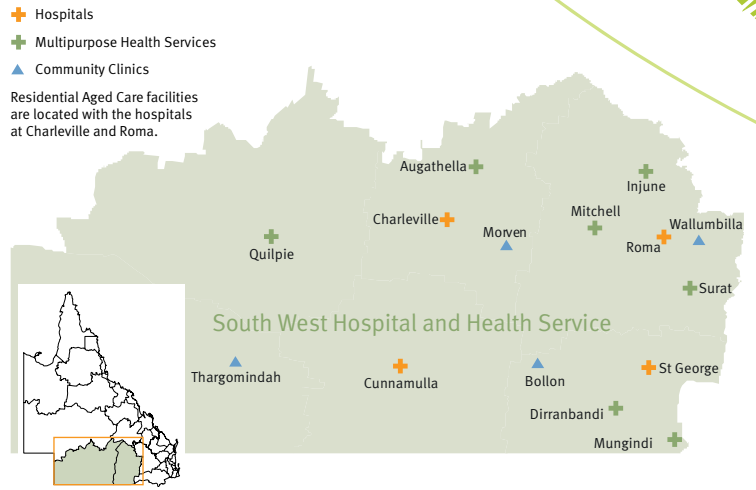 Hospitals
Multipurpose Health Services
Community Clinics
Residential Aged Care facilities
are located with the hospitals
at Charleville and Roma.
Augathella
Injune
Charleville
Mitchell
Morven
Wallumbilla
Roma
Quilpie
Surat
South West Hospital and Health Service
Thargomindah
Cunnamulla
Bollon
St George
Dirranbandi
Mungindi